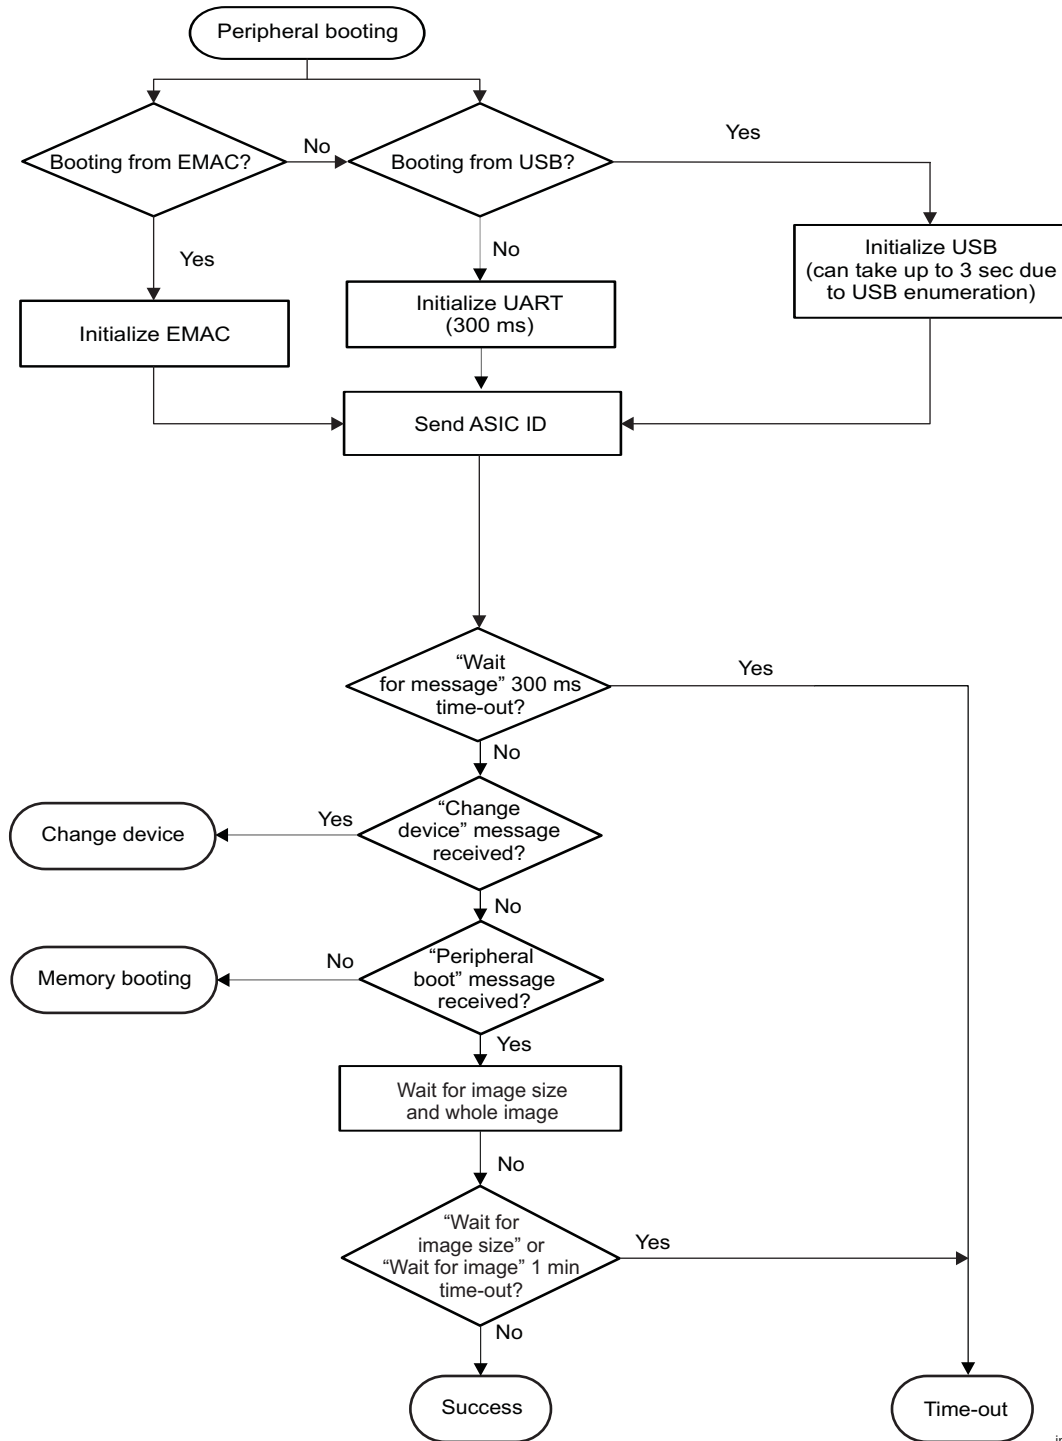 Peripheral booting
Booting from EMAC?
No
Booting from USB?
Yes
Yes
No
Initialize EMAC
Initialize UART
(300 ms)
Initialize USB
(can take up to 3 sec due
to USB enumeration)
Send ASIC ID
“Wait
for message” 300 ms
time-out?
Yes
No
“Change
device” message
received?
Yes
Change device
No
“Peripheral
boot” message
received?
No
Memory booting
Yes
Wait for image size
and whole image
No
“Wait for
image size” or
“Wait for image” 1 min
time-out?
Yes
No
Success
Time-out